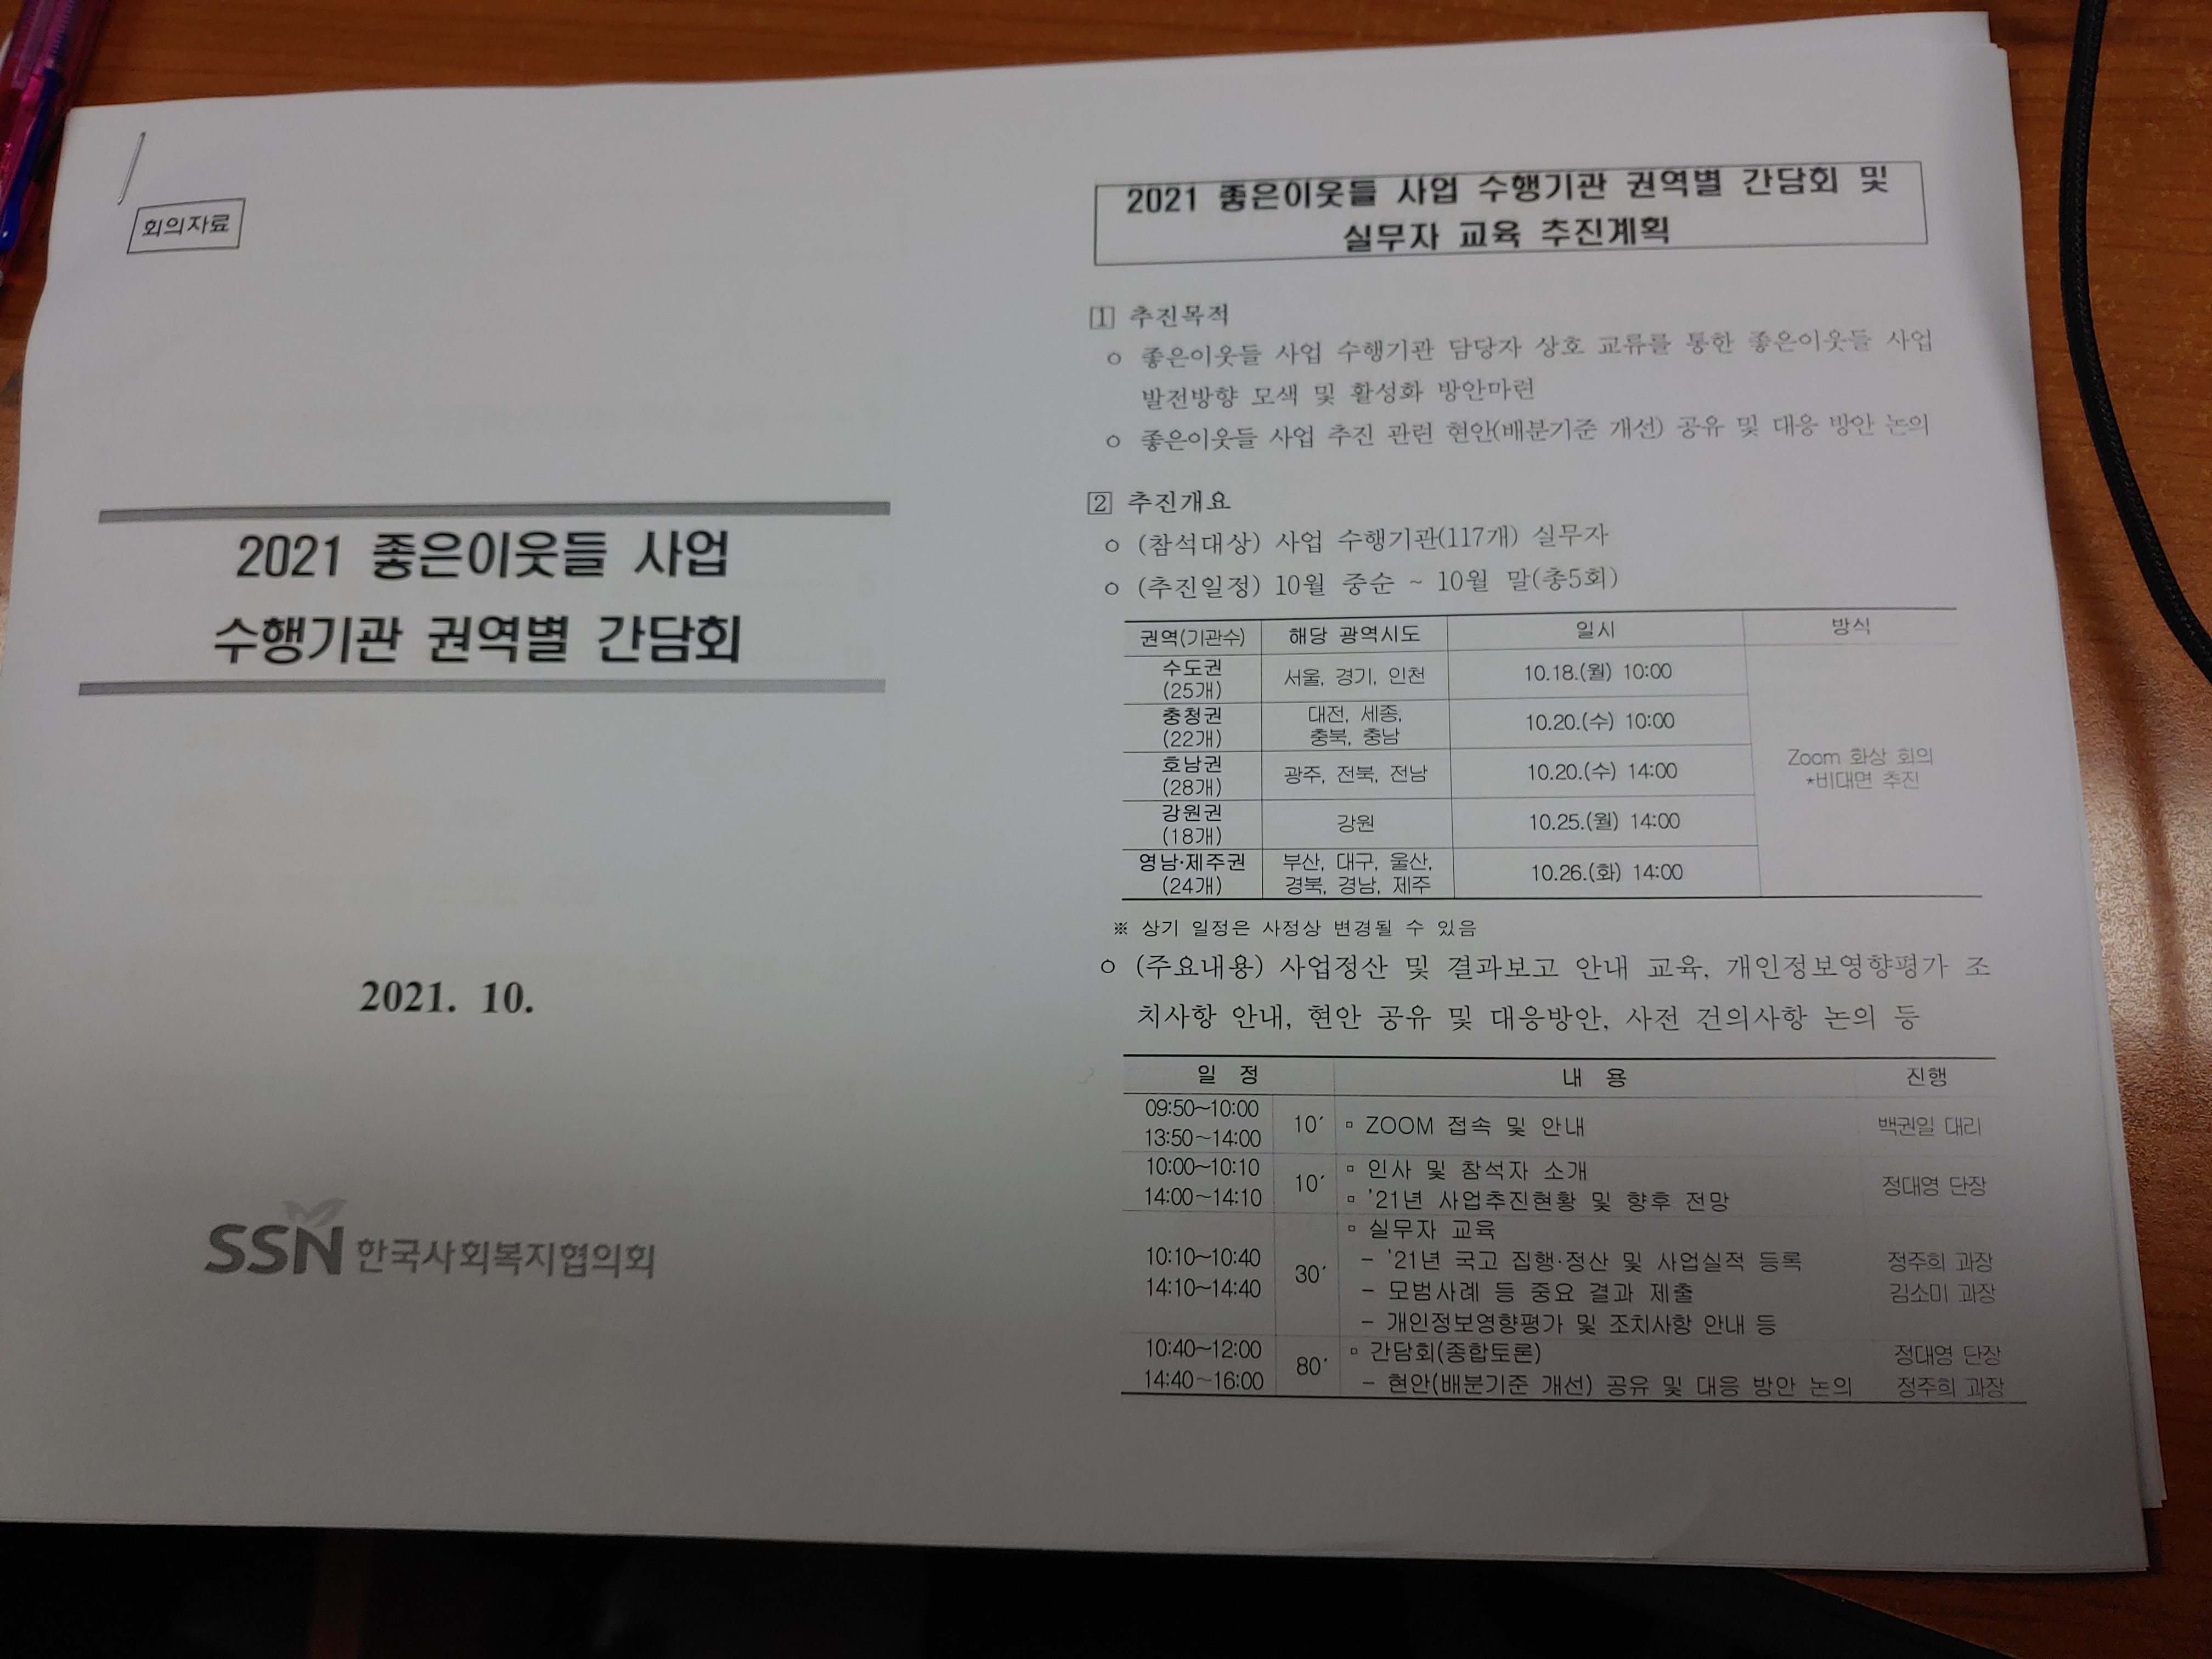 회의자료
2021 좋은이웃들 사업
수행기관 권역별 간담회
2021. 10.
SSN 한국사회복지협의회
2021 좋은이웃들 사업 수행기관 권역별 간담회 및
실무자 교육 추진계획
1 추진목적
ㅇ 좋은이웃들 사업 수행기관 담당자 상호 교류를 통한 좋은이웃들 사업
발전방향 모색 및 활성화 방안마련
ㅇ 좋은이웃들 사업 추진 관련 현안(배분기준 개선) 공유 및 대응 방안 논의
2 추진개요
ㅇ (참석대상) 사업 수행기관(117개) 실무자
ㅇ (추진일정) 10월 중순 ~ 10월 말(총5회)
권역(기관수) 해당 광역시도 일시 방식
수도권
(25개) 서울, 경기, 인천 10.18.(월) 10:00
충청권 대전, 세종,
(22개) 충북, 충남 10.20.(수) 10:00
호남권
(28개) 광주, 전북, 전남 10.20.(수) 14:00
Zoom 화상 회의
*비대면 추진
강원권
(18개) 강원 10.25.(월) 14:00
영남·제주권 부산, 대구, 울산,
(24개) 경북, 경남, 제주 10.26.(화) 14:00
※ 상기 일정은 사정상 변경될 수 있음
ㅇ (주요내용) 사업정산 및 결과보고 안내 교육, 개인정보영향평가 조
치사항 안내, 현안 공유 및 대응방안, 사전 건의사항 논의 등
일 정 내 용 진행
09:50~10:00
13:50~14:00 10´ ▫ ZOOM 접속 및 안내 백권일 대리
10:00~10:10 ▫ 인사 및 참석자 소개
14:00~14:10 10´ ▫ '21년 사업추진현황 및 향후 전망 정대영 단장
▫ 실무자 교육
10:10~10:40 - '21년 국고 집행·정산 및 사업실적 등록 정주희 과장
14:10~14:40 30´ - 모범사례 등 중요 결과 제출 김소미 과장
- 개인정보영향평가 및 조치사항 안내 등
10:40~12:00 ▫ 간담회(종합토론) 정대영 단장
14:40~16:00 80´ - 현안(배분기준 개선) 공유 및 대응 방안 논의 정주희 과장